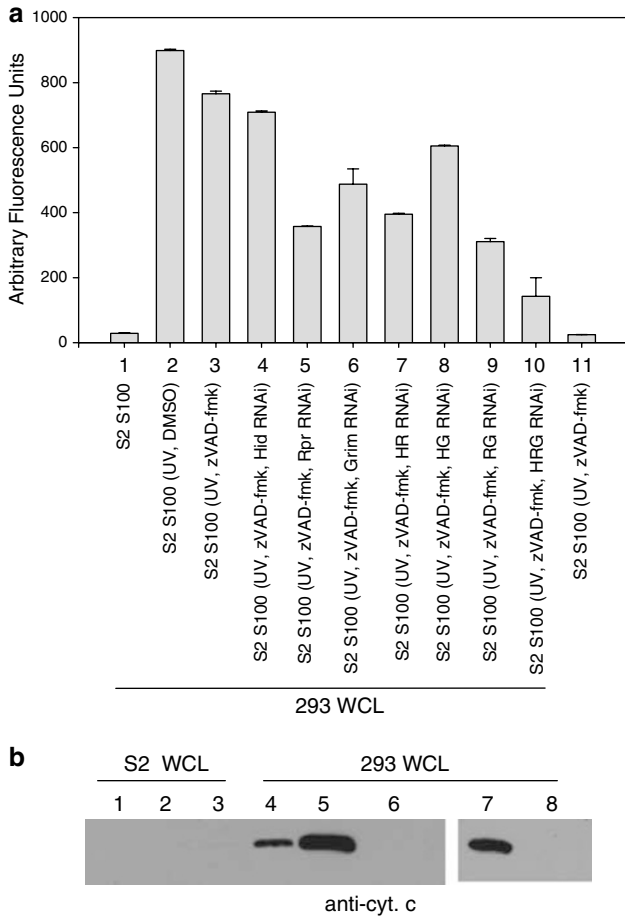 a
Arbitrary Fluorescence Units
1000
800
600
400
200
0
1 2 3 4 5 6 7 8 9 10 11
S2 S100
S2 S100 (UV, DMSO)
S2 S100 (UV, zVAD-fmk)
S2 S100 (UV, zVAD-fmk, Hid RNAi)
S2 S100 (UV, zVAD-fmk, Rpr RNAi)
S2 S100 (UV, zVAD-fmk, Grim RNAi)
S2 S100 (UV, zVAD-fmk, HR RNAi)
S2 S100 (UV, zVAD-fmk, HG RNAi)
S2 S100 (UV, zVAD-fmk, RG RNAi)
S2 S100 (UV, zVAD-fmk, HRG RNAi)
S2 S100 (UV, zVAD-fmk)
293 WCL
b
S2 WCL 293 WCL
1 2 3 4 5 6 7 8
anti-cyt. c